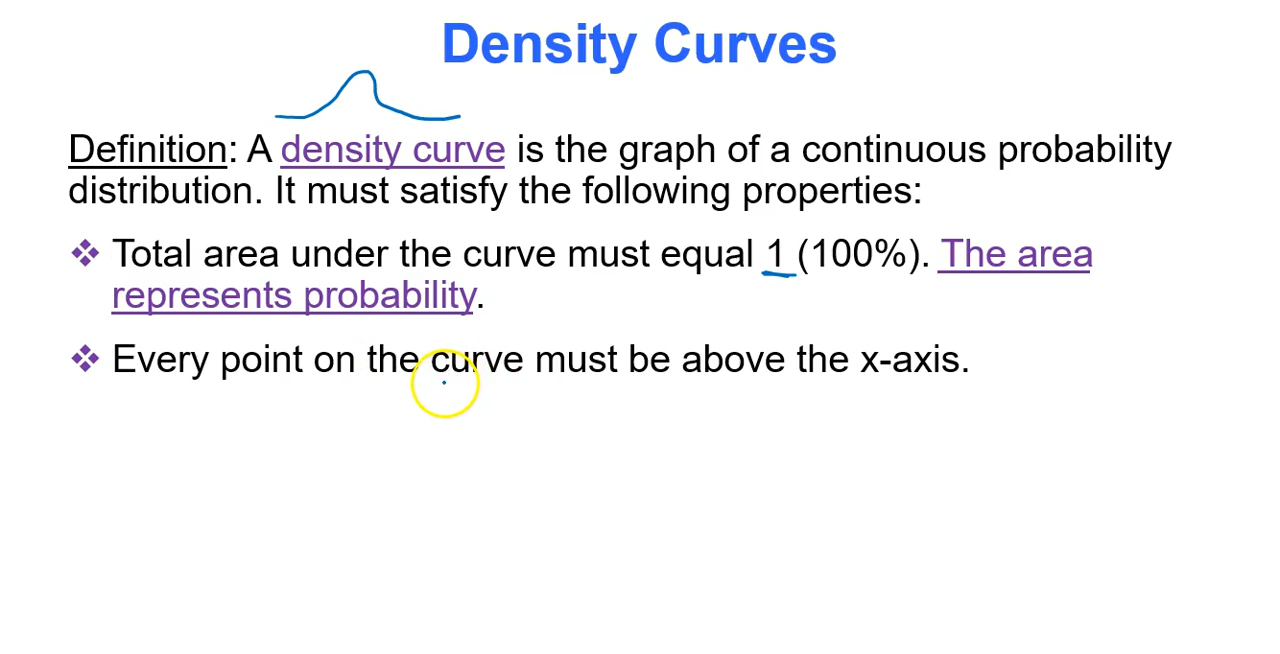 Density Curves
Definition: A density curve is the graph of a continuous probability
distribution. It must satisfy the following properties:
❖ Total area under the curve must equal 1 (100%). The area
represents probability.
❖ Every point on the curve must be above the x-axis.